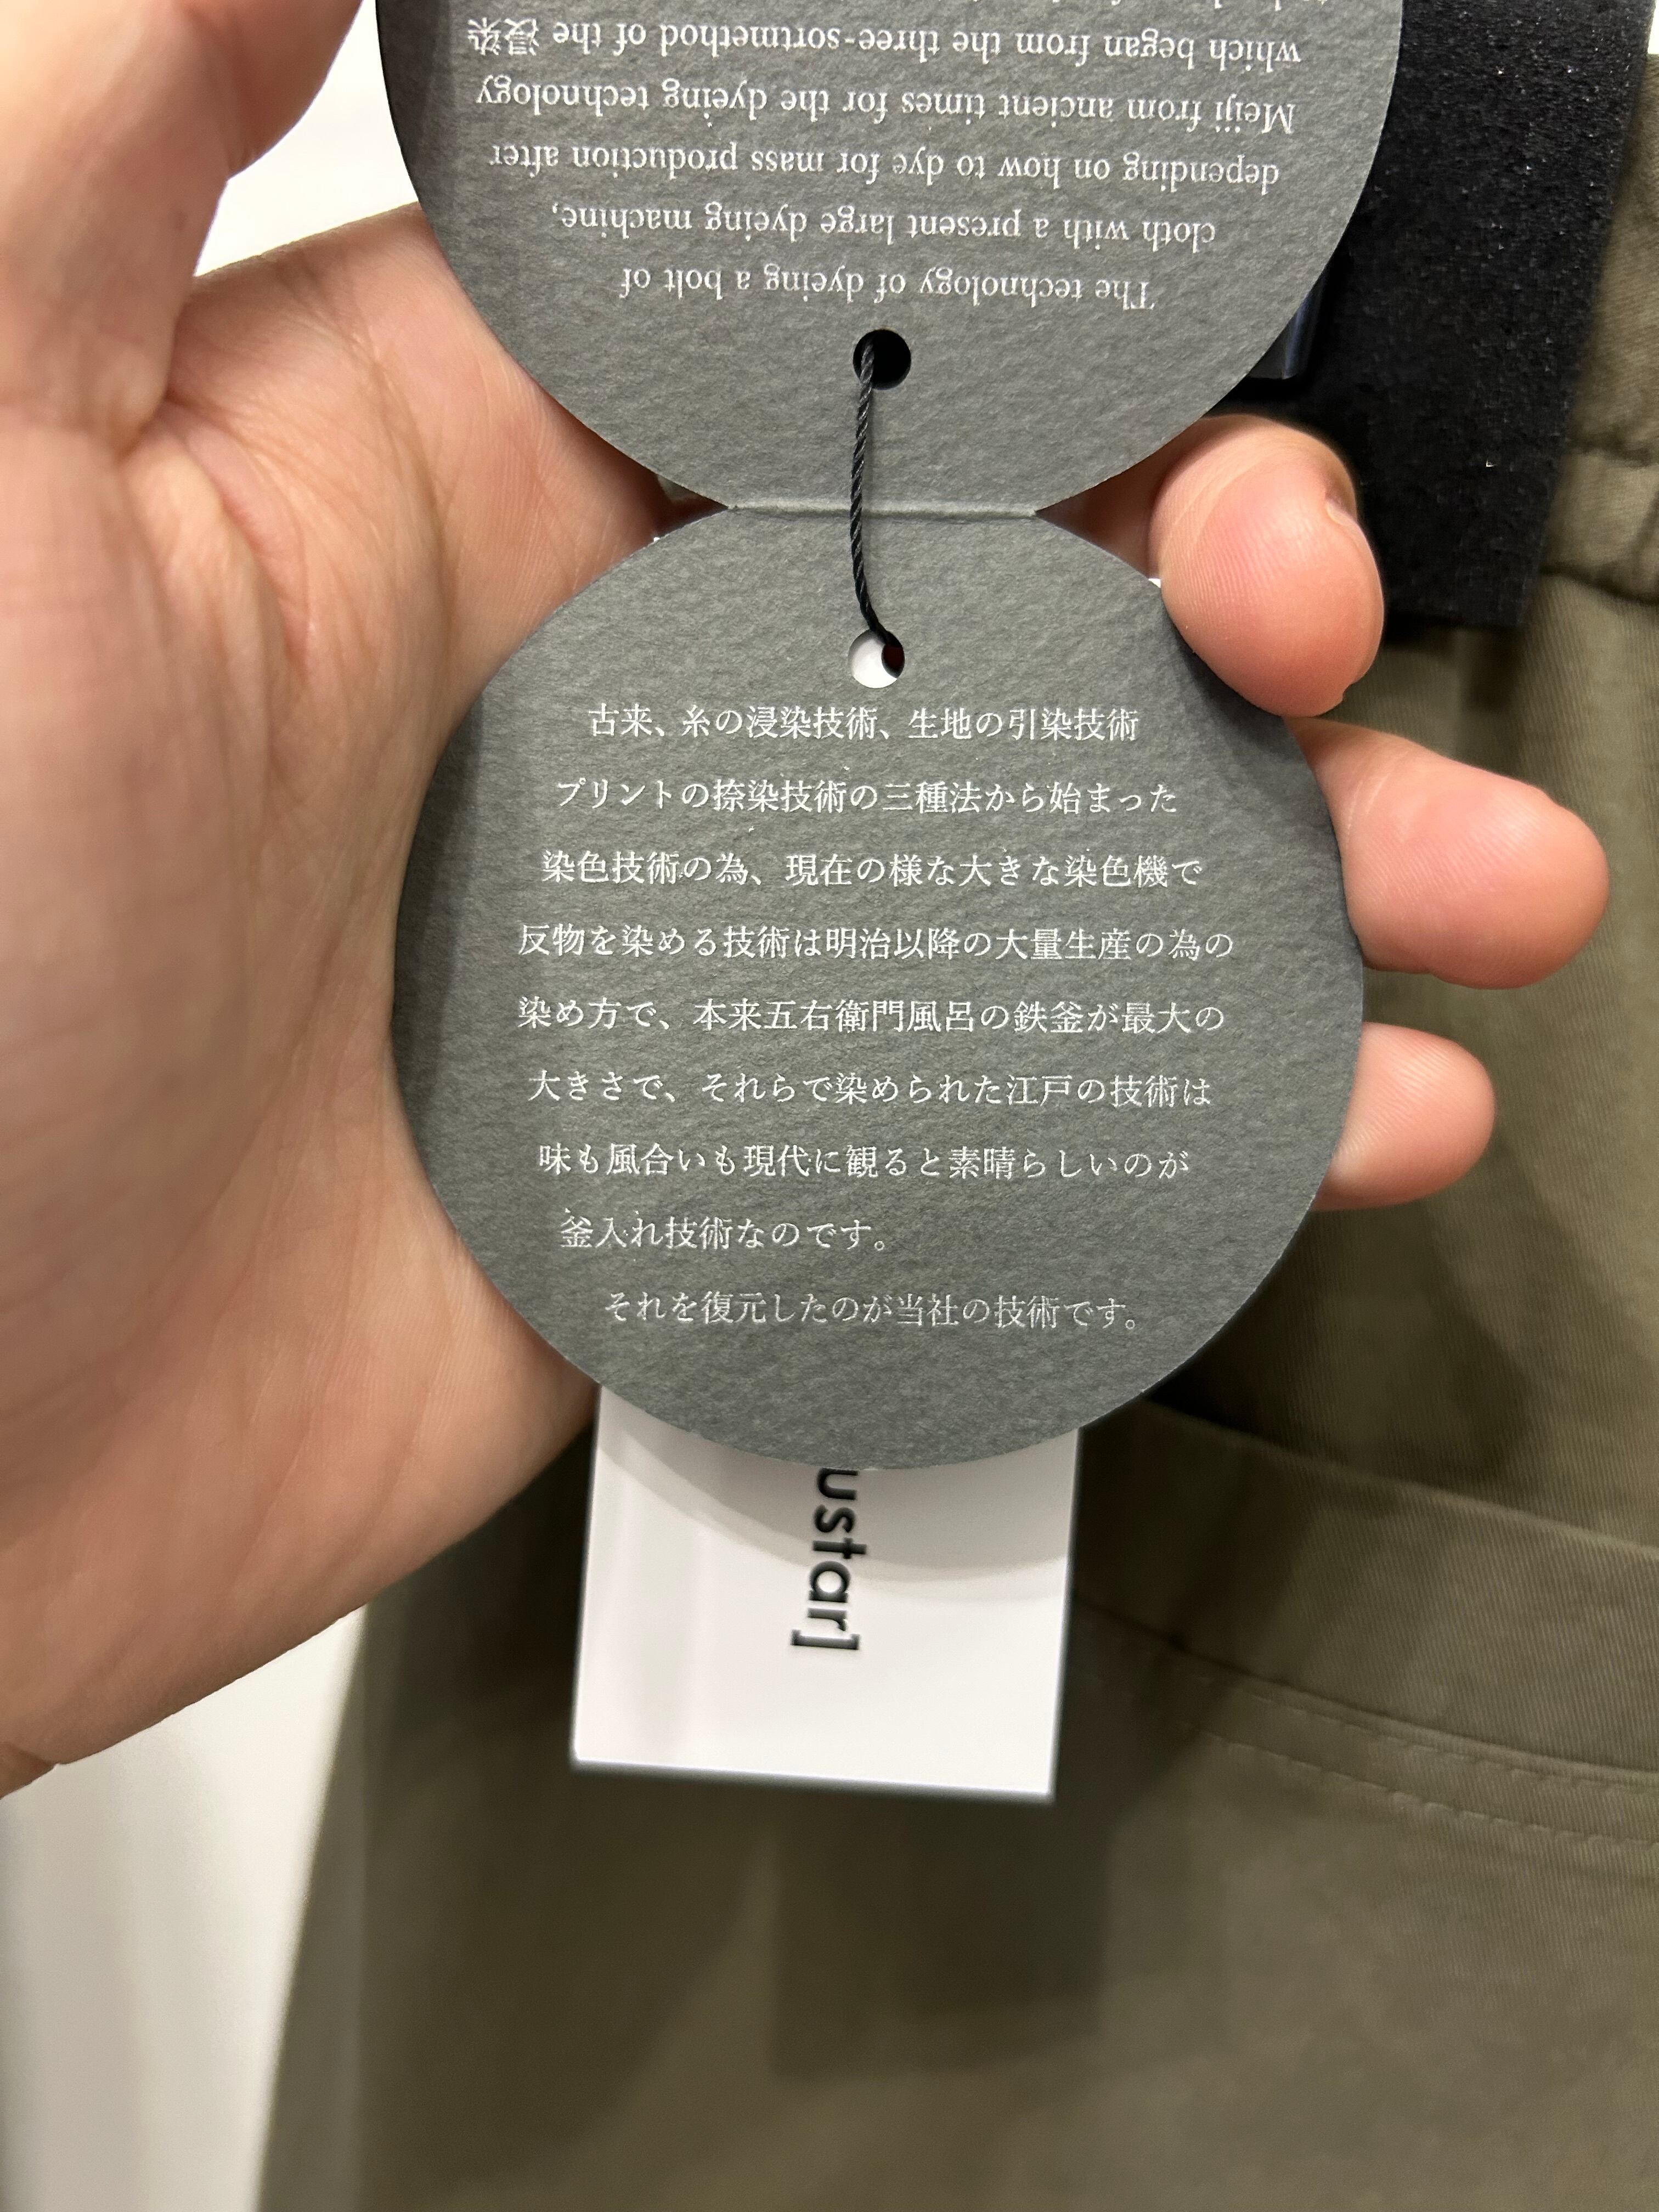 The technology of dyeing a bolt of
cloth with a present large dyeing machine,
depending on how to dye for mass production after
Meiji from ancient times for the dyeing technology
which began from the three-sortmethod of the 浸染
古来、糸の浸染技術、生地の引染技術
プリントの捺染技術の三種法から始まった
染色技術の為、現在の様な大きな染色機で
反物を染める技術は明治以降の大量生産の為の
染め方で、本来五右衛門風呂の鉄釜が最大の
大きさで、それらで染められた江戸の技術は
味も風合いも現代に観ると素晴らしいのが
釜入れ技術なのです。
それを復元したのが当社の技術です。
ustar]